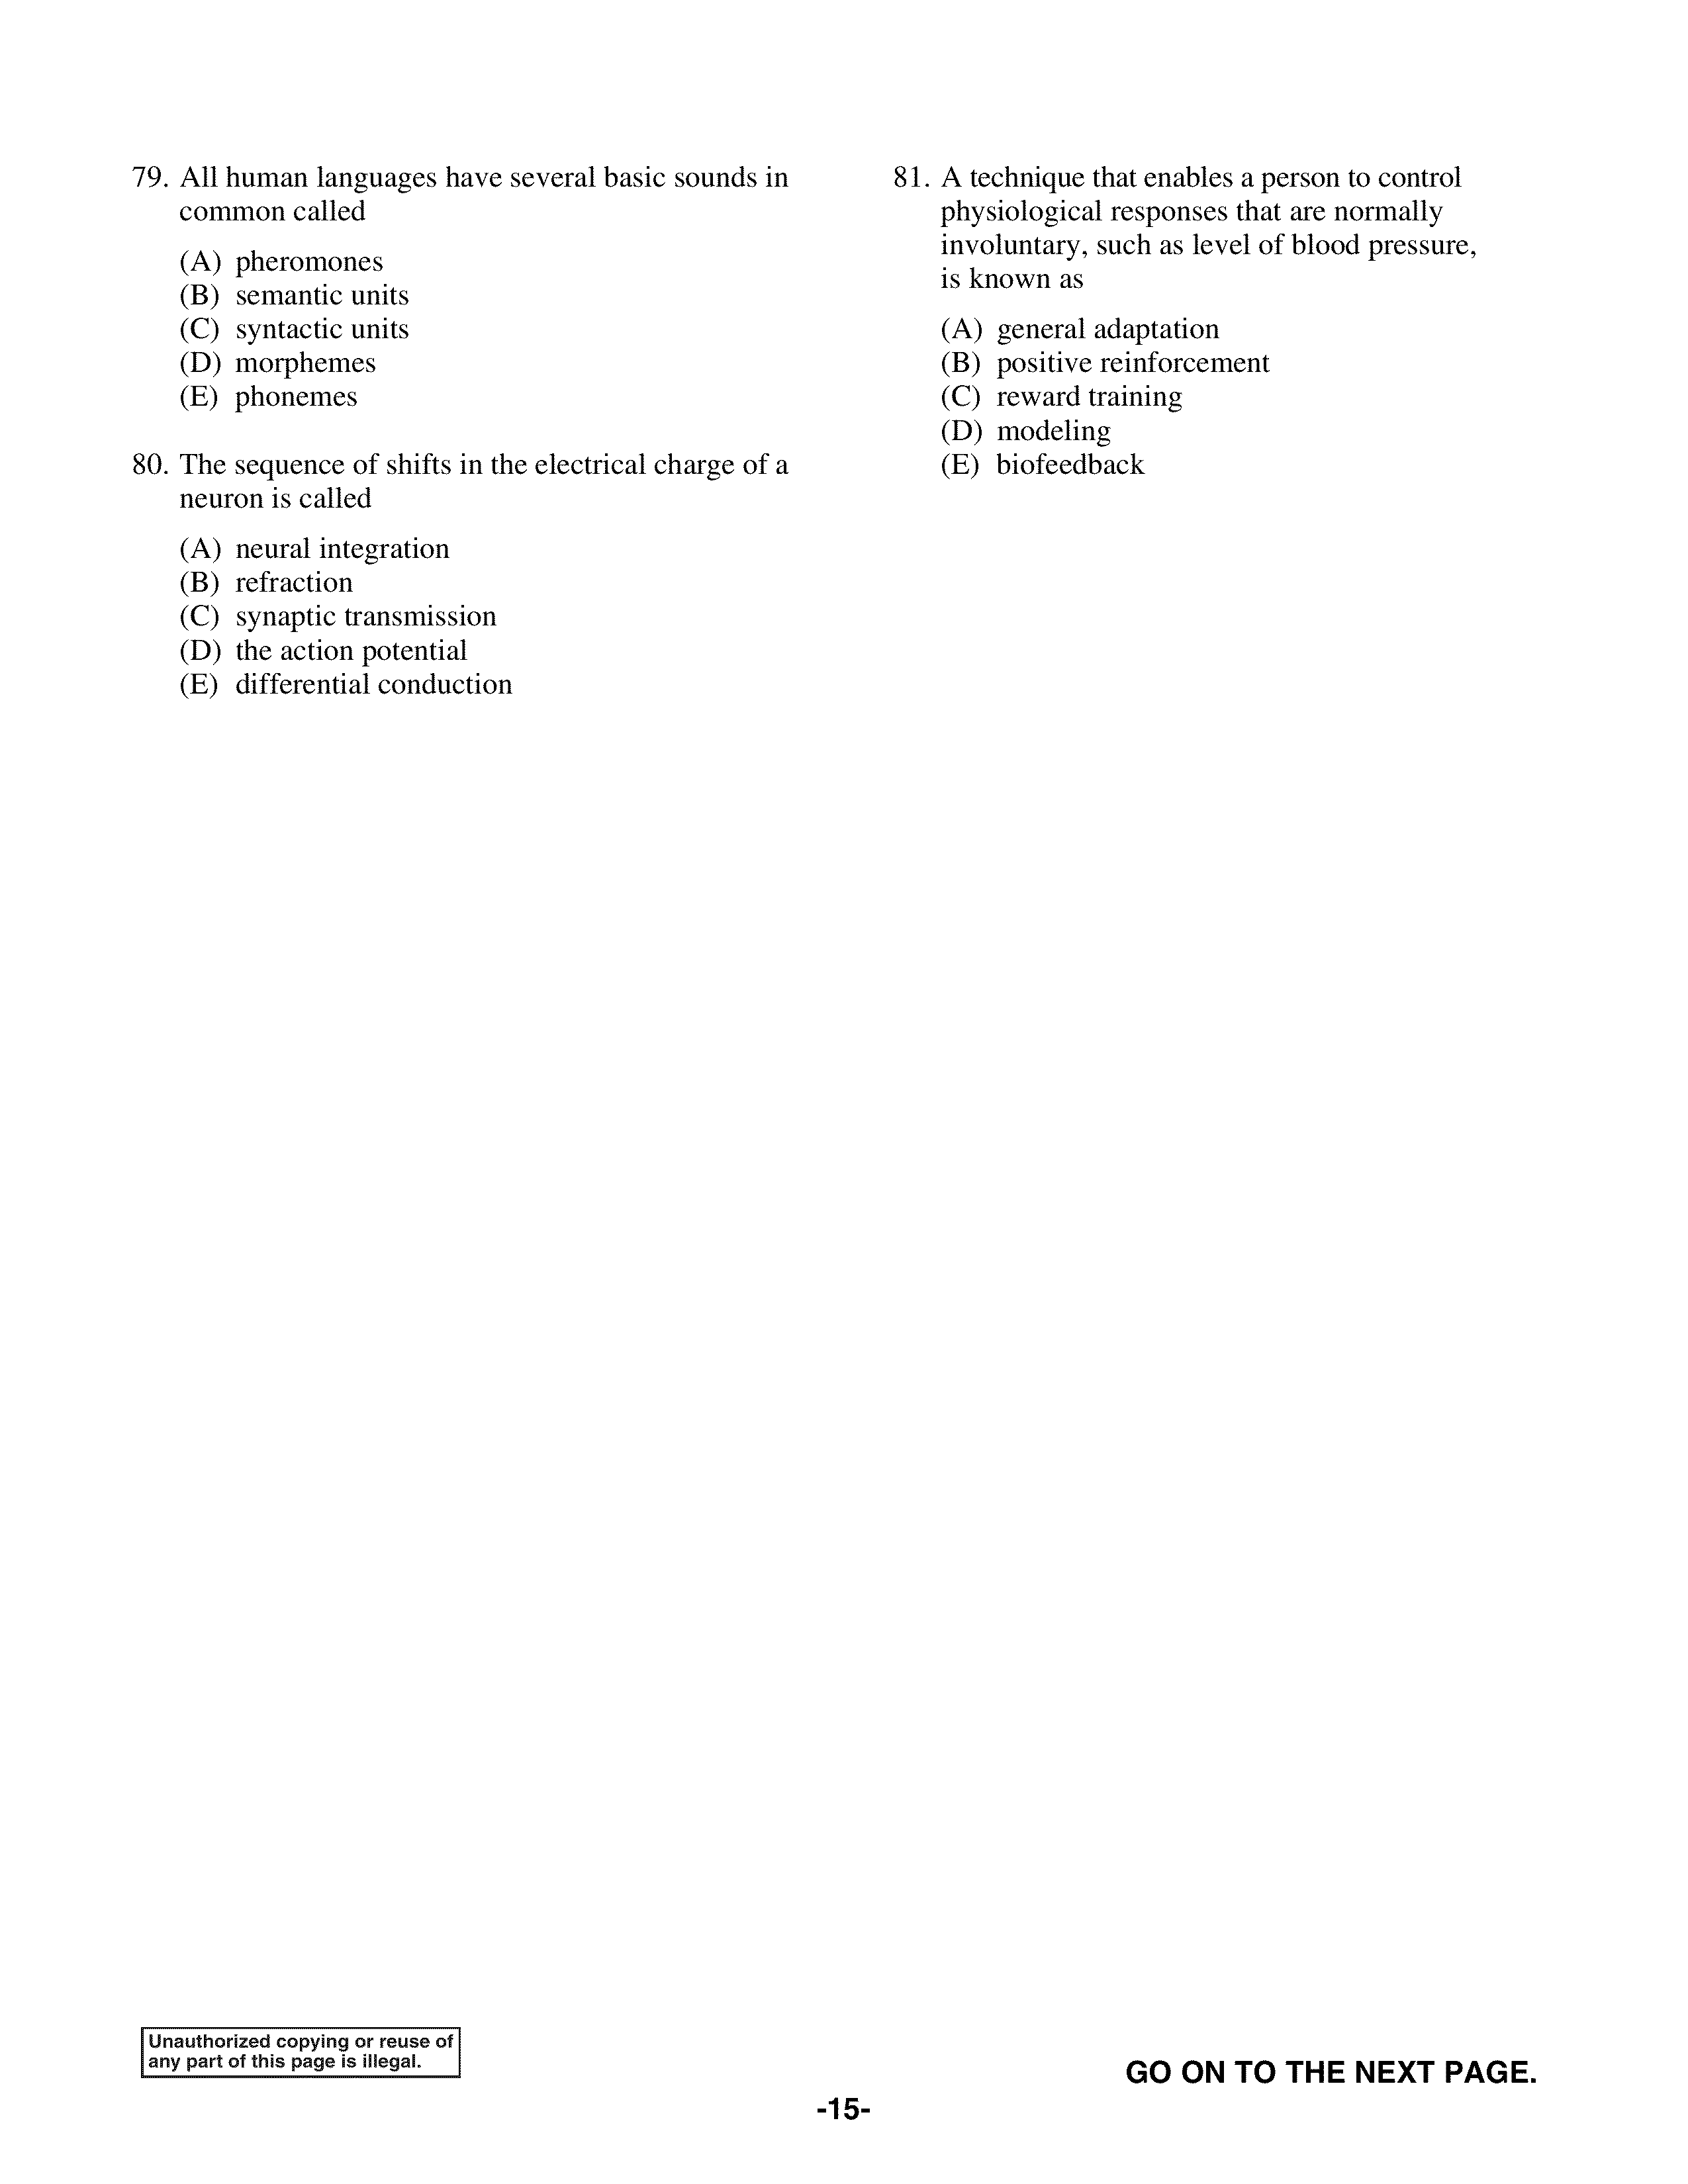 79. All human languages have several basic sounds in
common called
(A) pheromones
(B) semantic units
(C) syntactic units
(D) morphemes
(E) phonemes
80. The sequence of shifts in the electrical charge of a
neuron is called
(A) neural integration
(B) refraction
(C) synaptic transmission
(D) the action potential
(E) differential conduction
81. A technique that enables a person to control
physiological responses that are normally
involuntary, such as level of blood pressure,
is known as
(A) general adaptation
(B) positive reinforcement
(C) reward training
(D) modeling
(E) biofeedback
Unauthorized copying or reuse of
any part of this page is illegal.
GO ON TO THE NEXT PAGE.
-15-